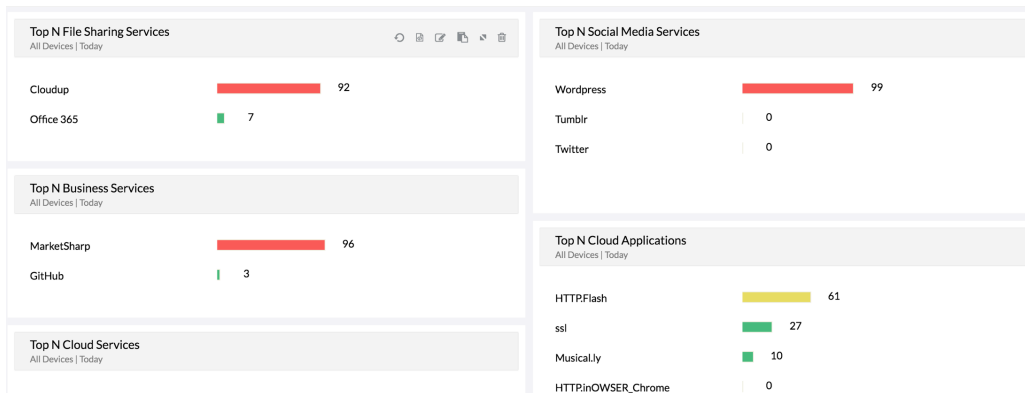 Top N File Sharing Services
All Devices | Today
Cloudup 92
Office 365 7
Top N Business Services
All Devices | Today
MarketSharp 96
GitHub 3
Top N Cloud Services
All Devices | Today
Top N Social Media Services
All Devices | Today
Wordpress 99
Tumblr 0
Twitter 0
Top N Cloud Applications
All Devices | Today
HTTP.Flash 61
ssl 27
Musical.ly 10
HTTP.inOWSER_Chrome 0